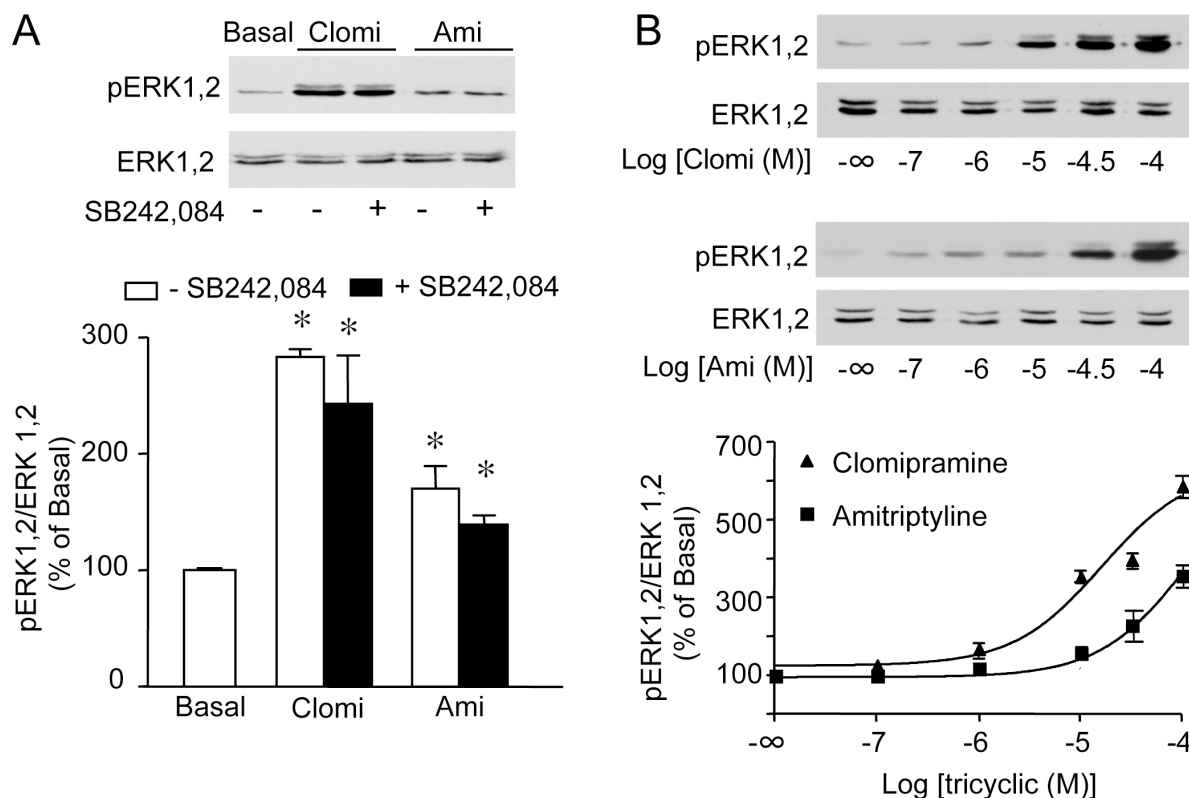 A
Basal Clomi Ami
pERK1,2
ERK1,2
SB242,084 - - + - +
- SB242,084 + SB242,084
300
200
100
0
pERK1,2/ERK 1,2
(% of Basal)
* * * *
Basal Clomi Ami
B
pERK1,2
ERK1,2
Log [Clomi (M)] -∞ -7 -6 -5 -4.5 -4
pERK1,2
ERK1,2
Log [Ami (M)] -∞ -7 -6 -5 -4.5 -4
700
500
300
100
pERK1,2/ERK 1,2
(% of Basal)
Clomipramine
Amitriptyline
-∞ -7 -6 -5 -4
Log [tricyclic (M)]